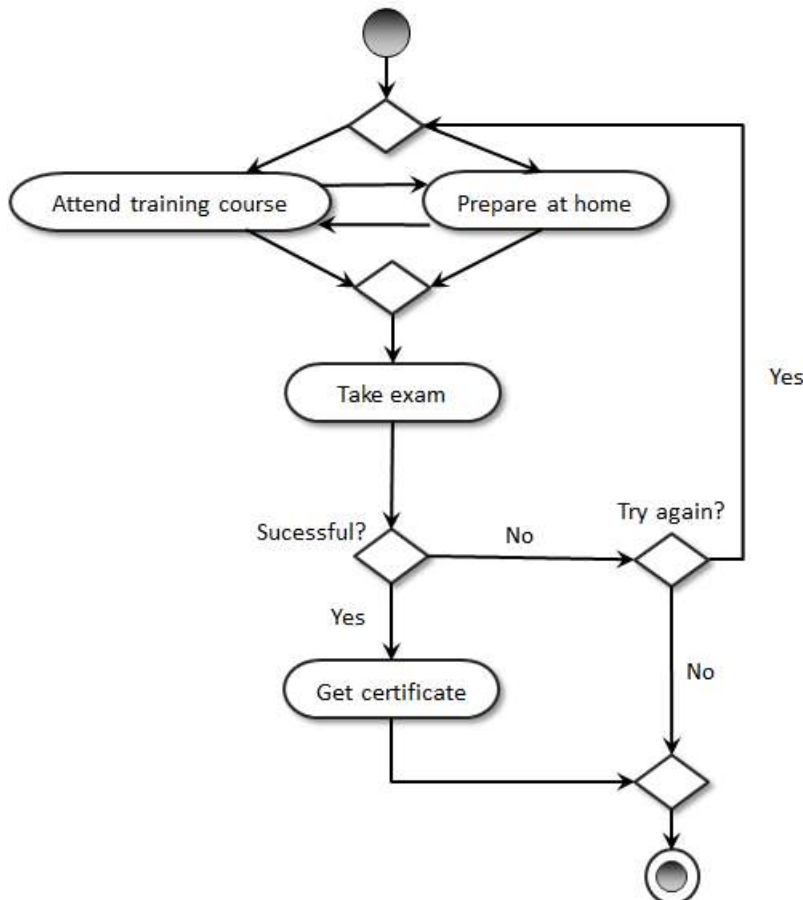 Attend training course
Prepare at home
Take exam
Yes
Sucessful?
No
Try again?
Yes
No
Get certificate